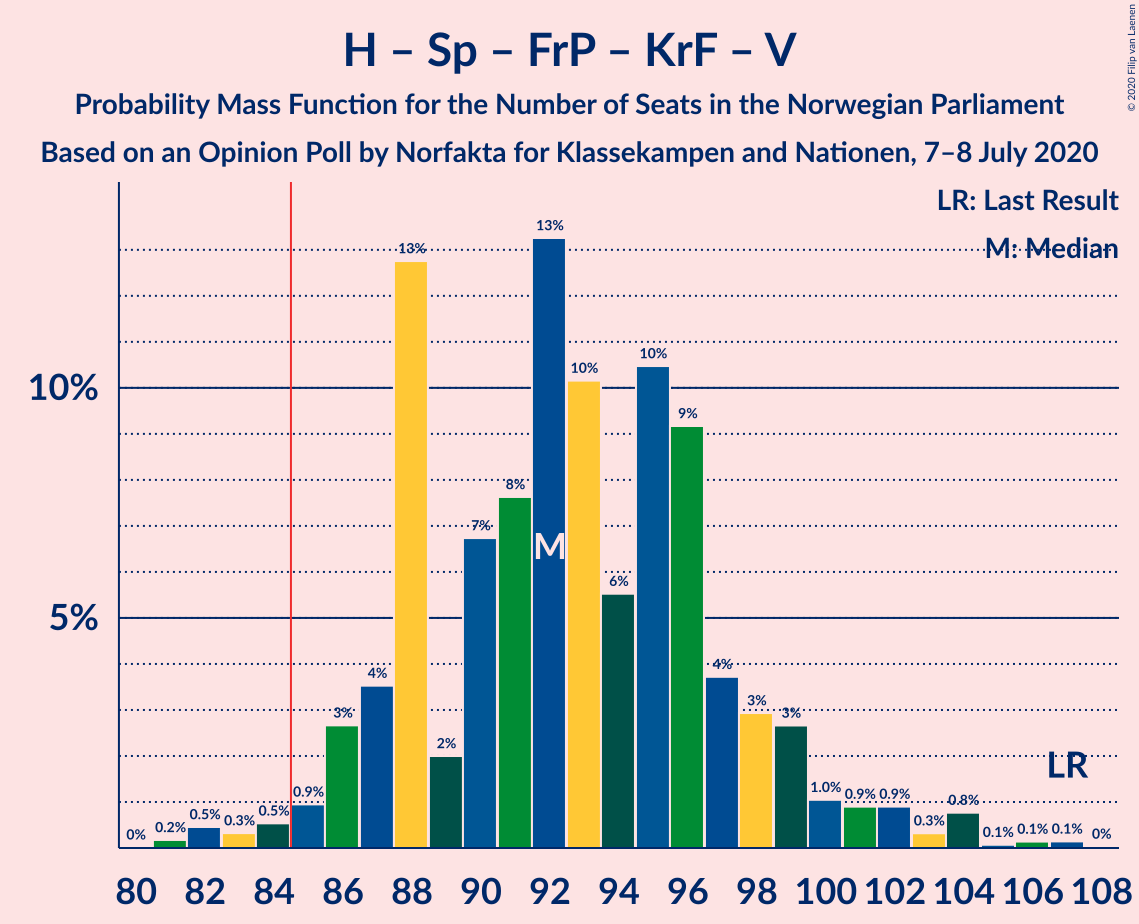 H – Sp – FrP – KrF – V
Probability Mass Function for the Number of Seats in the Norwegian Parliament
Based on an Opinion Poll by Norfakta for Klassekampen and Nationen, 7–8 July 2020
© 2020 Filip van Laenen
LR: Last Result
M: Median
10%
5%
0% 0.2% 0.5% 0.3% 0.5% 0.9% 3% 4% 13% 2% 7% 8% 13% 10% 6% 10% 9% 4% 3% 3% 1.0% 0.9% 0.9% 0.3% 0.8% 0.1% 0.1% 0.1% 0%
M
LR
80 82 84 86 88 90 92 94 96 98 100 102 104 106 108